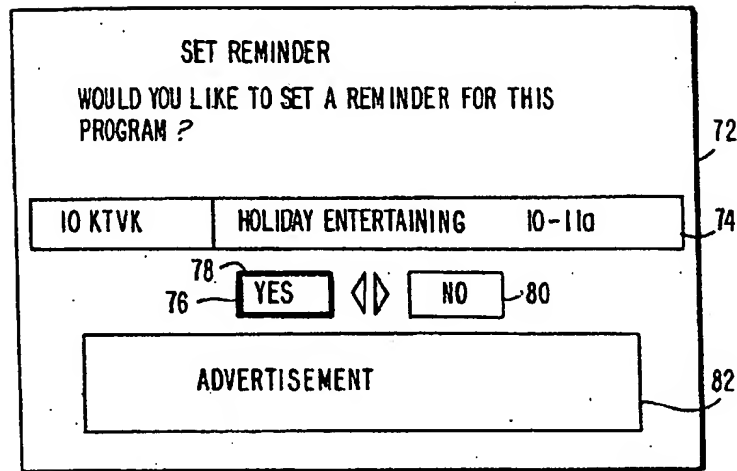 SET REMINDER
WOULD YOU LIKE TO SET A REMINDER FOR THIS
PROGRAM ?
72
10 KTVK HOLIDAY ENTERTAINING 10-11a 74
78
76 YES NO 80
ADVERTISEMENT
82